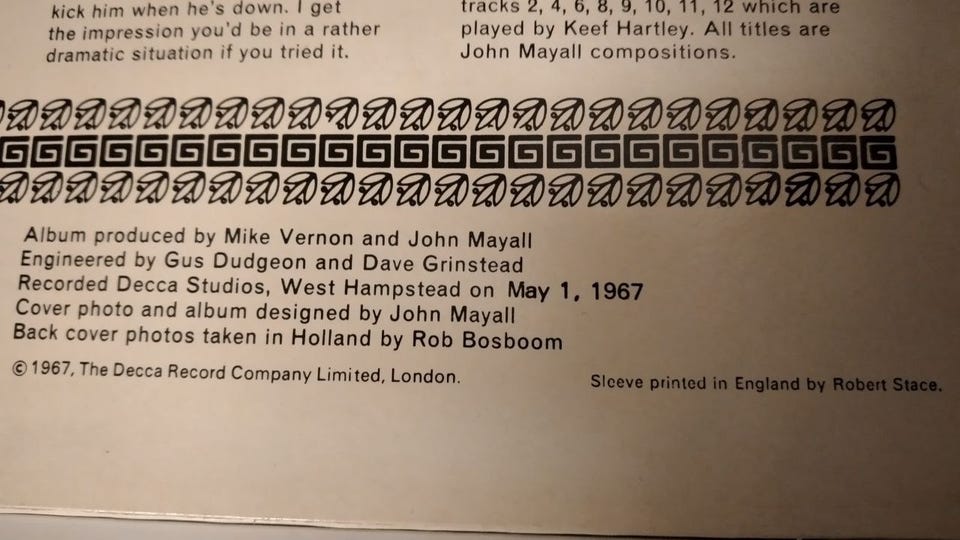 kick him when he's down. I get
the impression you'd be in a rather
dramatic situation if you tried it.
tracks 2, 4, 6, 8, 9, 10, 11, 12 which are
played by Keef Hartley. All titles are
John Mayall compositions.
Album produced by Mike Vernon and John Mayall
Engineered by Gus Dudgeon and Dave Grinstead
Recorded Decca Studios, West Hampstead on May 1, 1967
Cover photo and album designed by John Mayall
Back cover photos taken in Holland by Rob Bosboom
©1967, The Decca Record Company Limited, London.
Sleeve printed in England by Robert Stace.